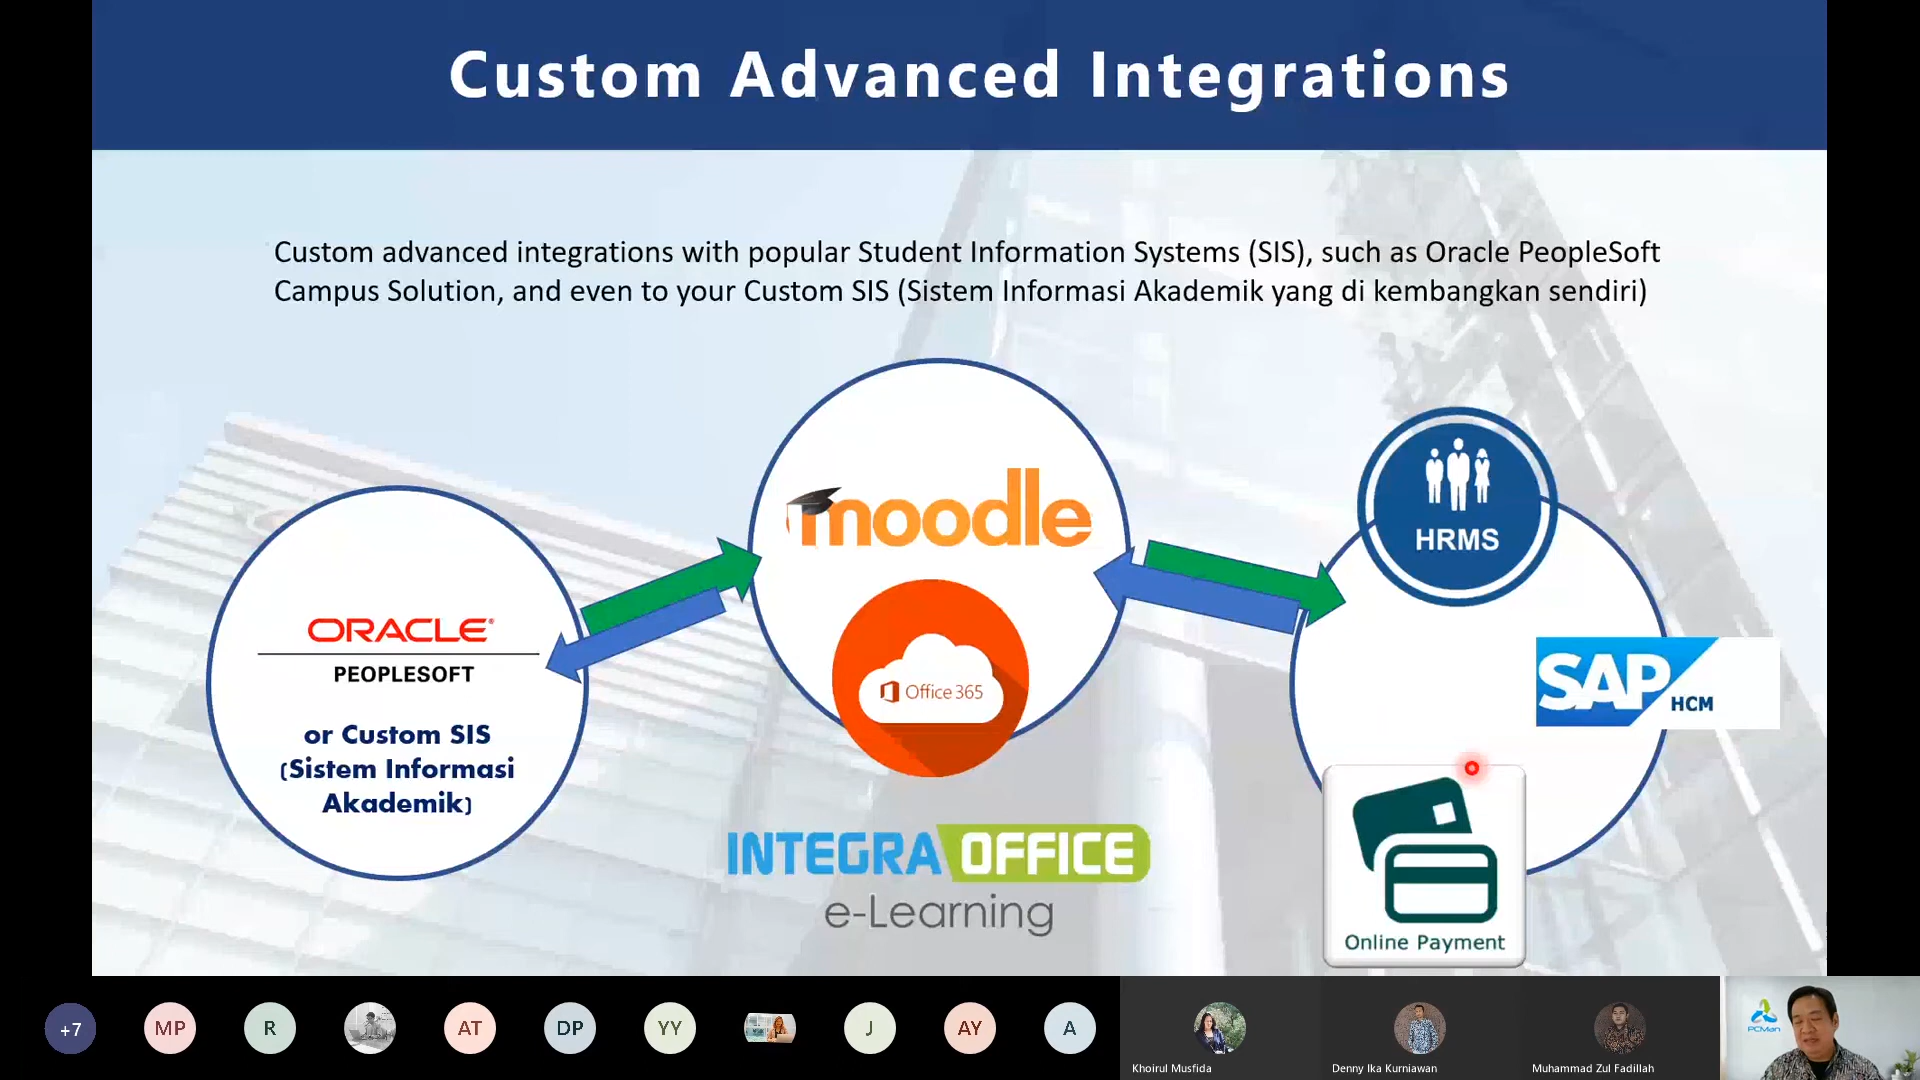 Custom Advanced Integrations
Custom advanced integrations with popular Student Information Systems (SIS), such as Oracle PeopleSoft
Campus Solution, and even to your Custom SIS (Sistem Informasi Akademik yang di kembangkan sendiri)
ORACLE®
PEOPLESOFT
or Custom SIS
(Sistem Informasi
Akademik)
moodle
Office 365
INTEGRA OFFICE
e-Learning
HRMS
SAP HCM
Online Payment
+7
MP
R
AT
DP
YY
J
AY
A
Khoirul Musfida
Denny Ika Kurniawan
Muhammad Zul Fadillah
PCMan